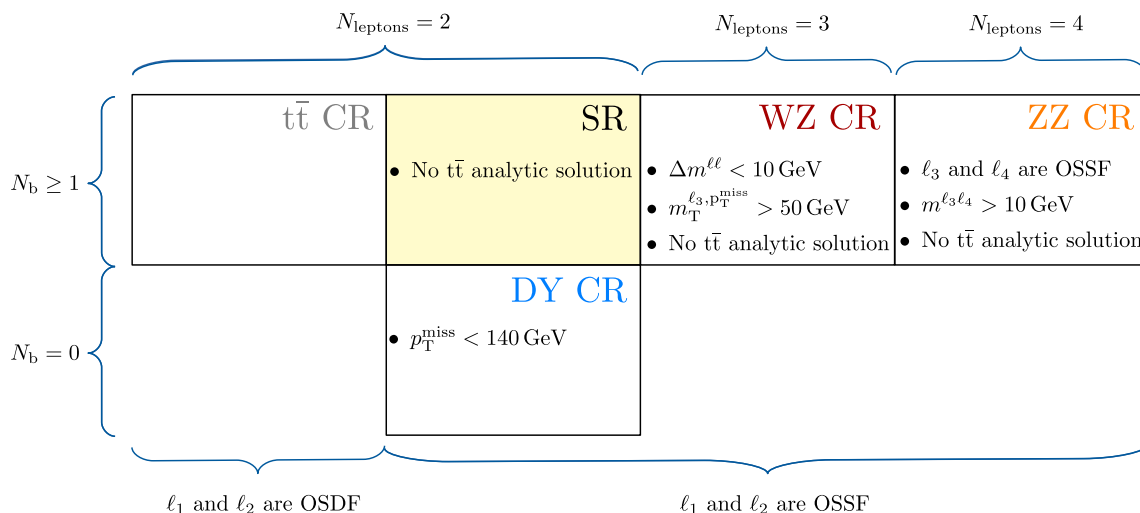 N_leptons = 2
N_leptons = 3
N_leptons = 4
N_b ≥ 1
tt̄ CR
SR
WZ CR
ZZ CR
• No tt̄ analytic solution
• Δm^ℓℓ < 10 GeV
• m_T^{ℓ₃,p_T^miss} > 50 GeV
• No tt̄ analytic solution
• ℓ₃ and ℓ₄ are OSSF
• m^{ℓ₃ℓ₄} > 10 GeV
• No tt̄ analytic solution
N_b = 0
DY CR
• p_T^miss < 140 GeV
ℓ₁ and ℓ₂ are OSDF
ℓ₁ and ℓ₂ are OSSF